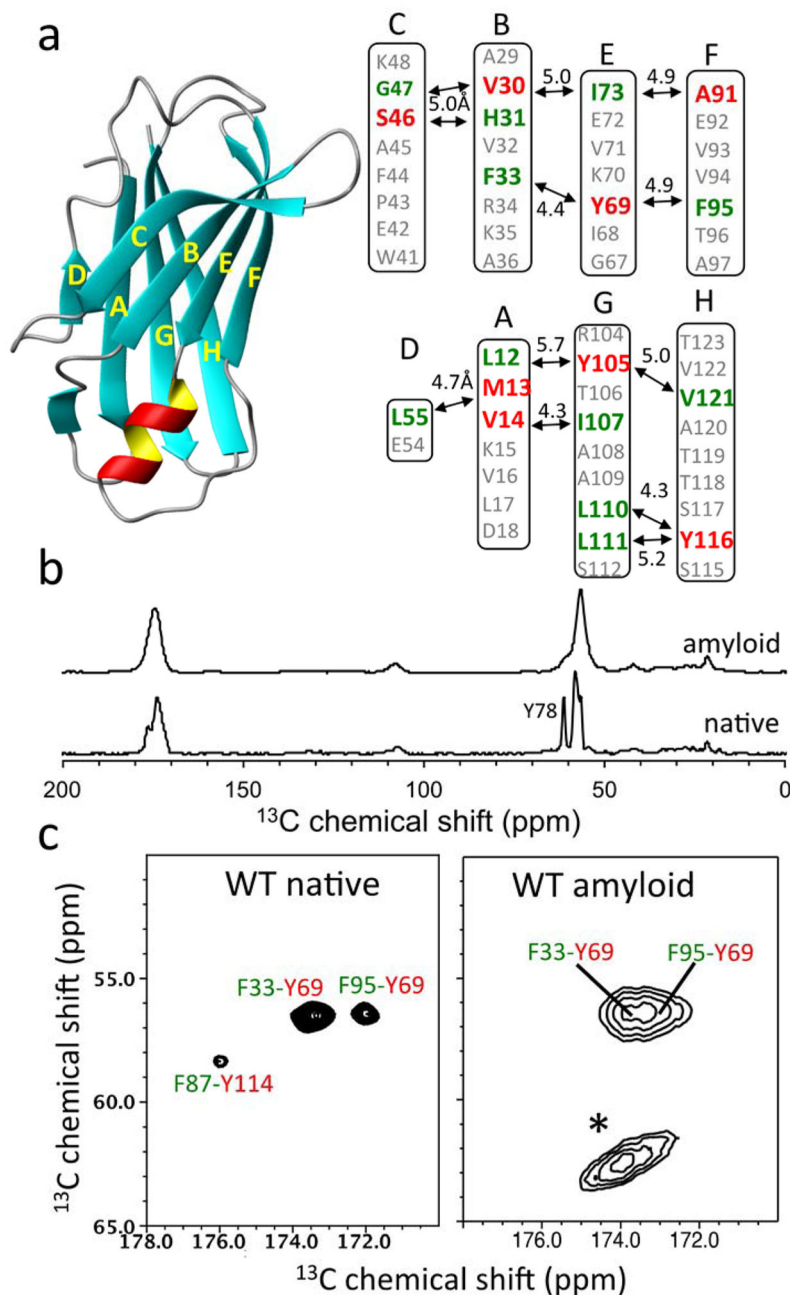 a
D
C
A
B
G
E
H
F
C
K48
G47
S46
A45
F44
P43
E42
W41
5.0Å
B
A29
V30
H31
V32
F33
R34
K35
A36
5.0
4.4
E
I73
E72
V71
K70
Y69
I68
G67
4.9
4.9
F
A91
E92
V93
V94
F95
T96
A97
D
L55
E54
4.7Å
A
L12
M13
V14
K15
V16
L17
D18
5.7
4.3
G
R104
Y105
T106
I107
A108
A109
L110
L111
S112
5.0
4.3
5.2
H
T123
V122
V121
A120
T119
T118
S117
Y116
S115
b
amyloid
Y78
native
200 150 100 50 0
13C chemical shift (ppm)
c
WT native
F33-Y69 F95-Y69
F87-Y114
55.0
60.0
65.0
178.0 176.0 174.0 172.0
13C chemical shift (ppm)
WT amyloid
F33-Y69 F95-Y69
*
176.0 174.0 172.0
13C chemical shift (ppm)